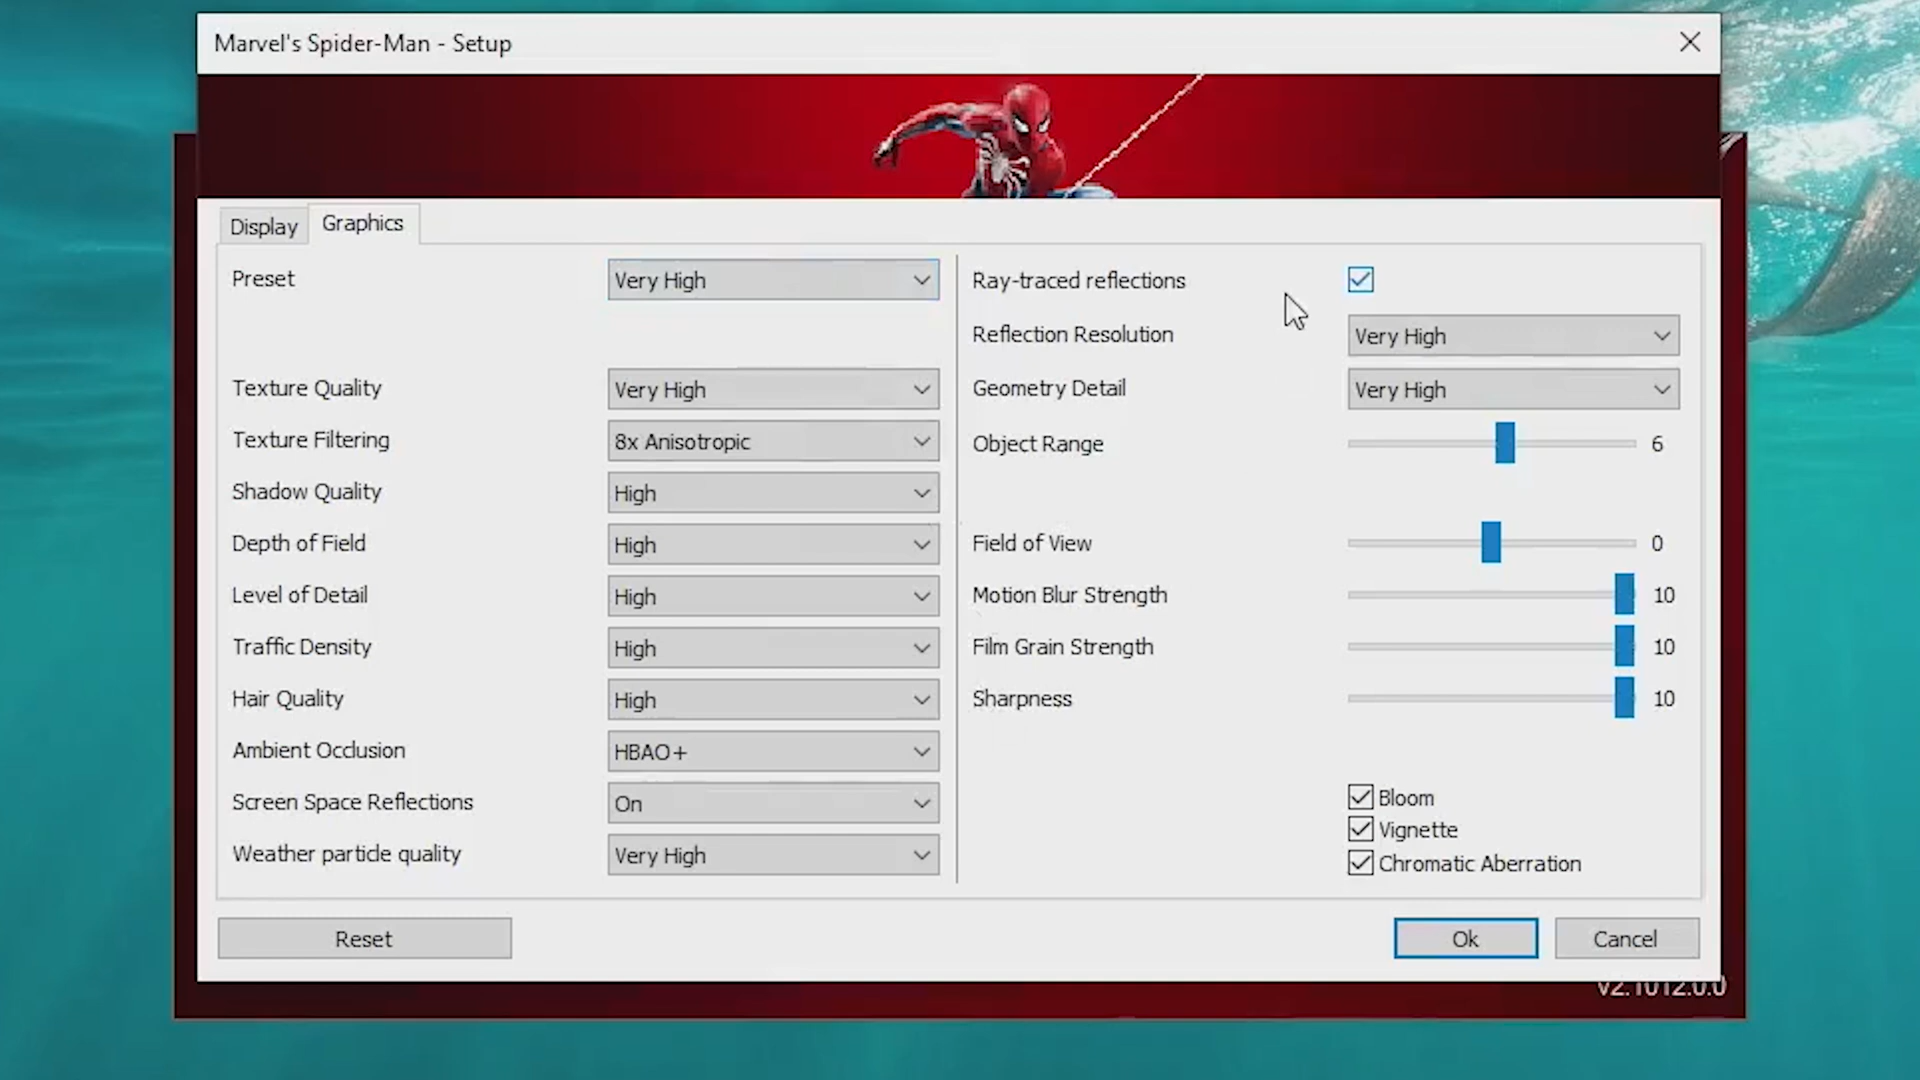 Marvel's Spider-Man - Setup
Display
Graphics
Preset
Very High
Texture Quality
Very High
Texture Filtering
8x Anisotropic
Shadow Quality
High
Depth of Field
High
Level of Detail
High
Traffic Density
High
Hair Quality
High
Ambient Occlusion
HBAO+
Screen Space Reflections
On
Weather particle quality
Very High
Ray-traced reflections
Reflection Resolution
Very High
Geometry Detail
Very High
Object Range
6
Field of View
0
Motion Blur Strength
10
Film Grain Strength
10
Sharpness
10
Bloom
Vignette
Chromatic Aberration
Reset
Ok
Cancel
v2.1012.0.0